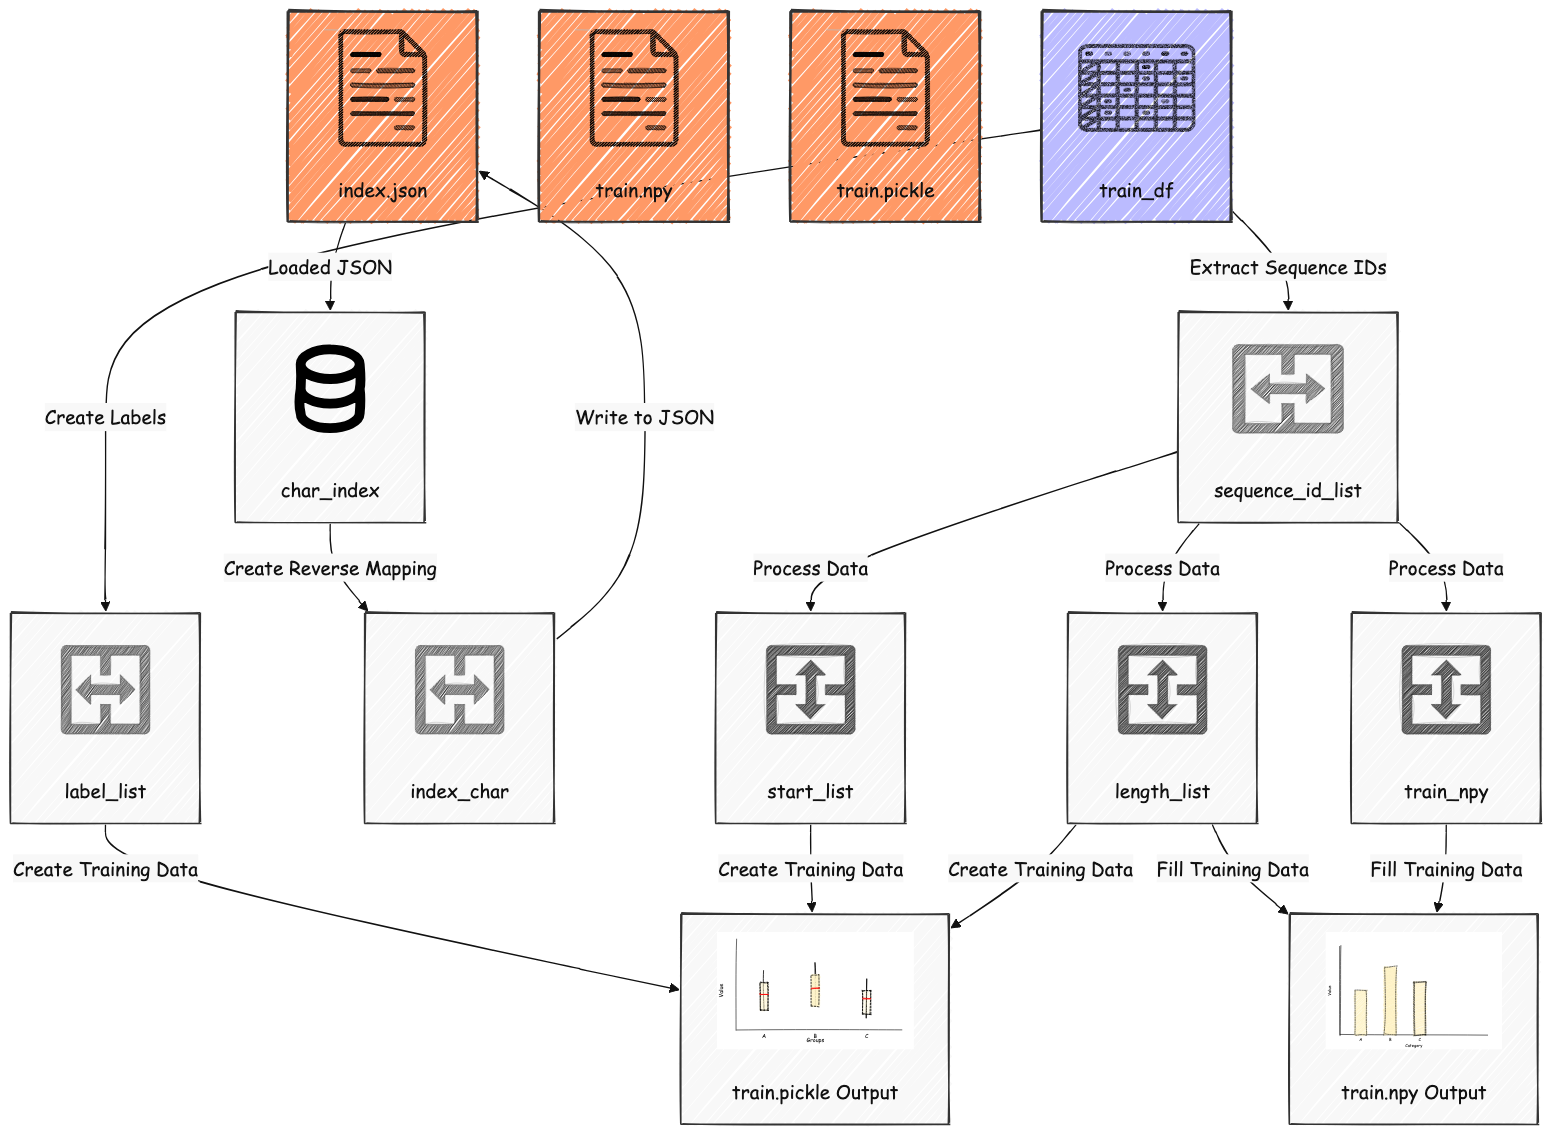 index.json
train.npy
train.pickle
train_df
Loaded JSON
Extract Sequence IDs
Create Labels
Write to JSON
char_index
sequence_id_list
Create Reverse Mapping
Process Data
Process Data
Process Data
label_list
index_char
start_list
length_list
train_npy
Create Training Data
Create Training Data
Create Training Data
Fill Training Data
Fill Training Data
Value
A
B
C
Groups
train.pickle Output
Value
A
B
C
Category
train.npy Output